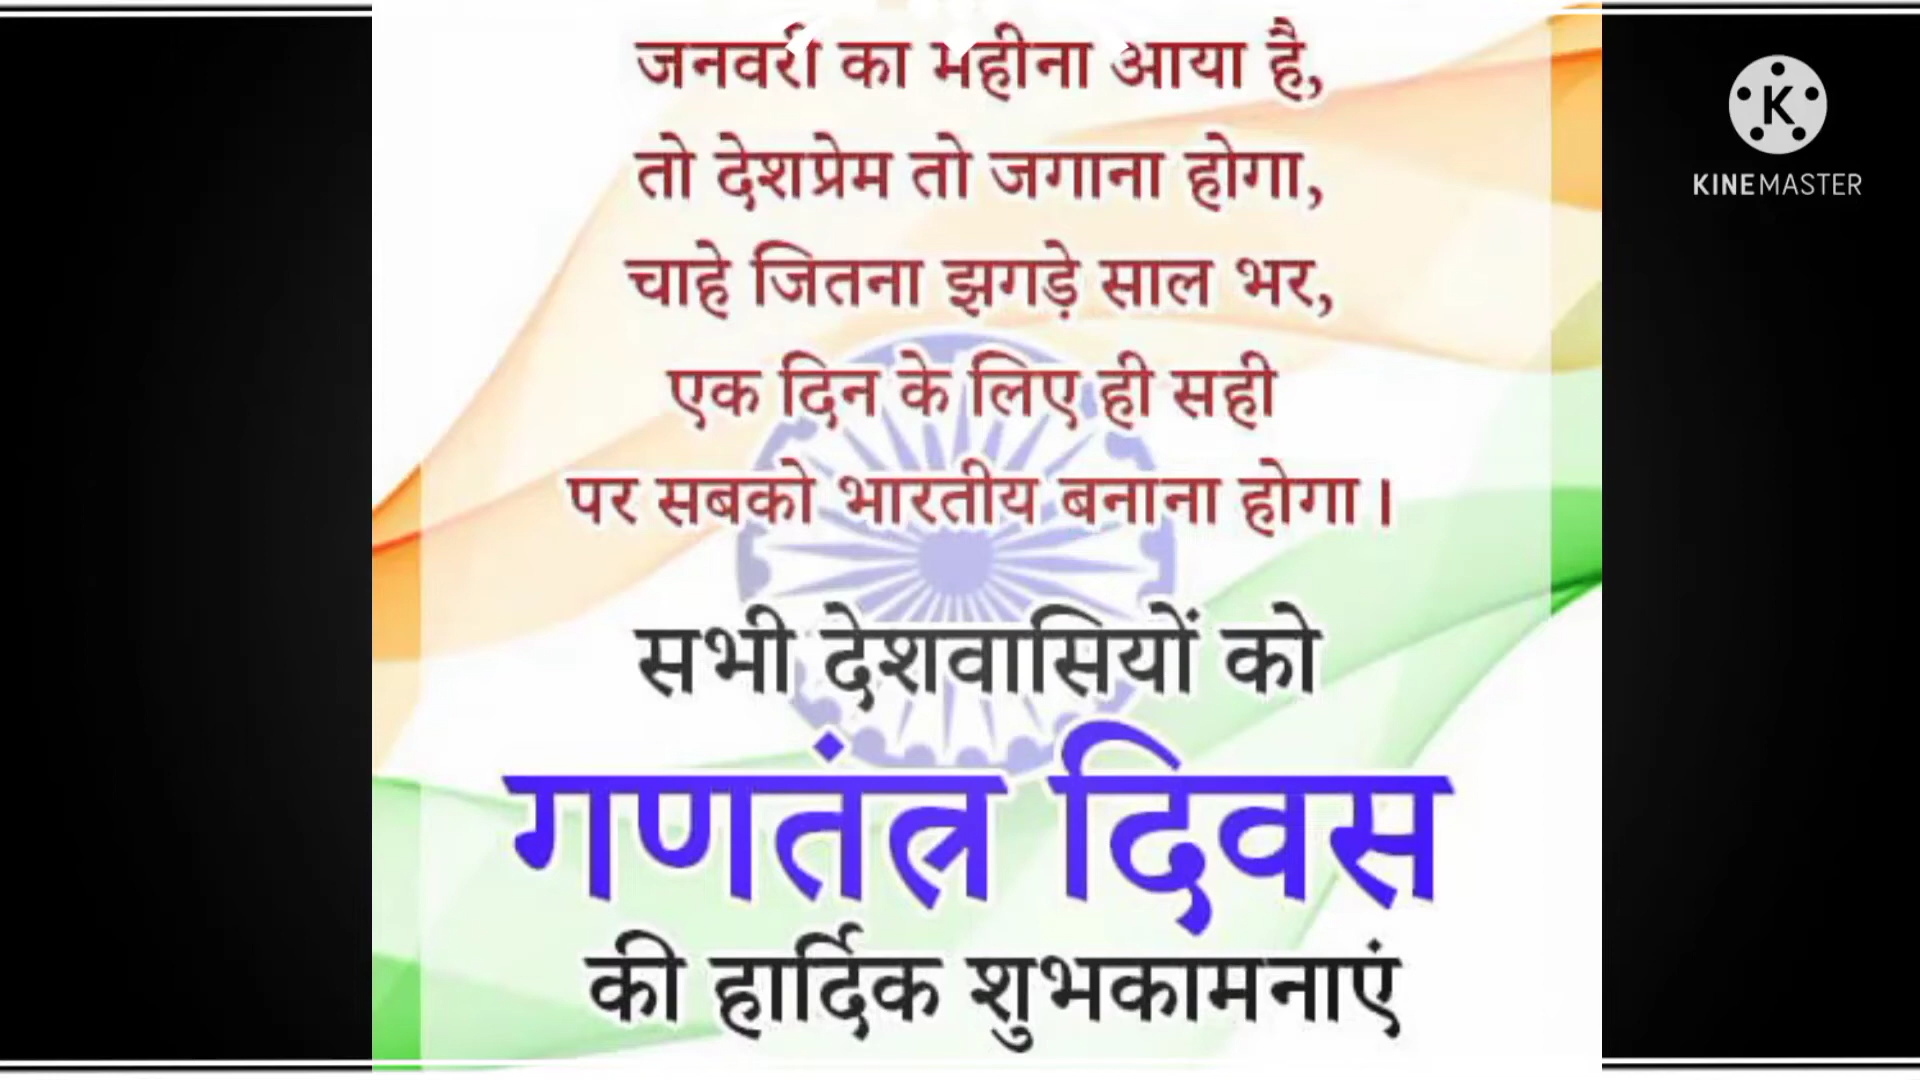 जनवरी का महीना आया है,
तो देशप्रेम तो जगाना होगा,
चाहे जितना झगड़े साल भर,
एक दिन के लिए ही सही
पर सबको भारतीय बनाना होगा।
सभी देशवासियों को
गणतंत्र दिवस
की हार्दिक शुभकामनाएं
K
KINEMASTER